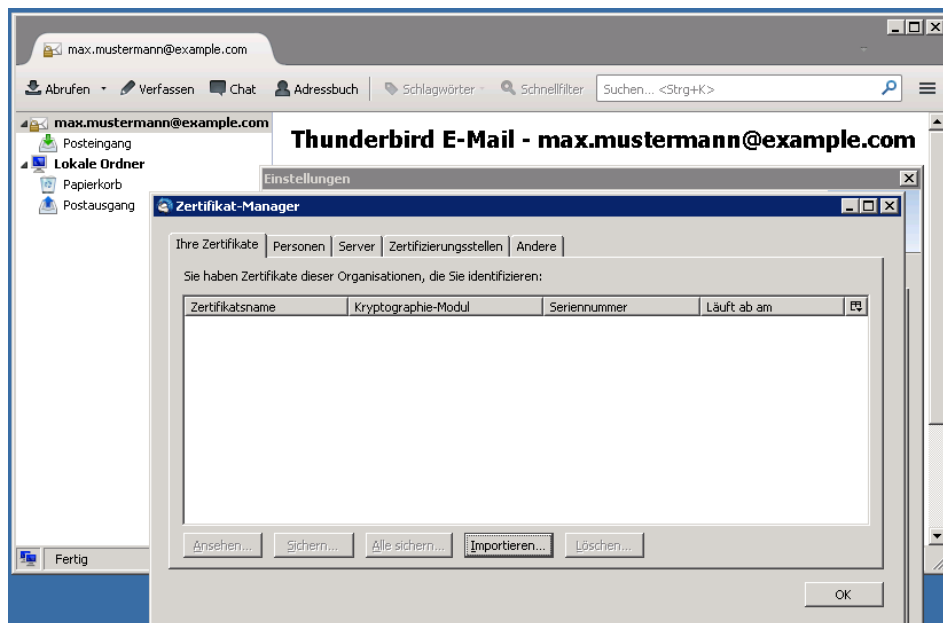 max.mustermann@example.com
Abrufen Verfassen Chat Adressbuch Schlagwörter Schnellfilter Suchen... <Strg+K>
max.mustermann@example.com
Posteingang
Lokale Ordner
Papierkorb
Postausgang
Thunderbird E-Mail - max.mustermann@example.com
Einstellungen
Zertifikat-Manager
Ihre Zertifikate Personen Server Zertifizierungsstellen Andere
Sie haben Zertifikate dieser Organisationen, die Sie identifizieren:
Zertifikatsname Kryptographie-Modul Seriennummer Läuft ab am
Ansehen... Sichern... Alle sichern... Importieren... Löschen...
Fertig
OK